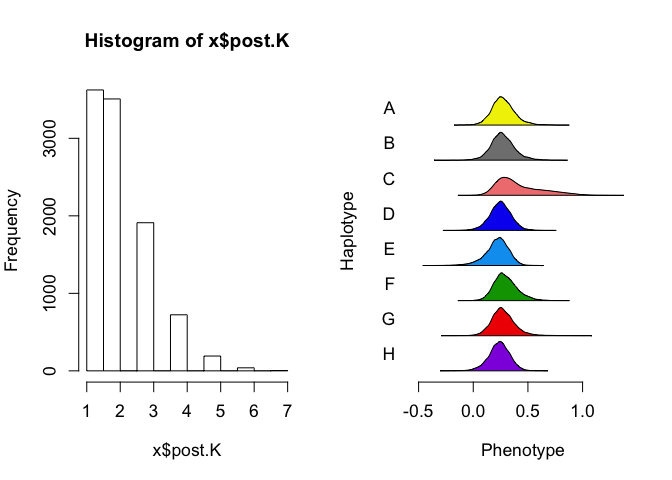 Histogram of x$post.K
Frequency
0
1000
2000
3000
1 2 3 4 5 6 7
x$post.K
Haplotype
A
B
C
D
E
F
G
H
-0.5 0.0 0.5 1.0
Phenotype